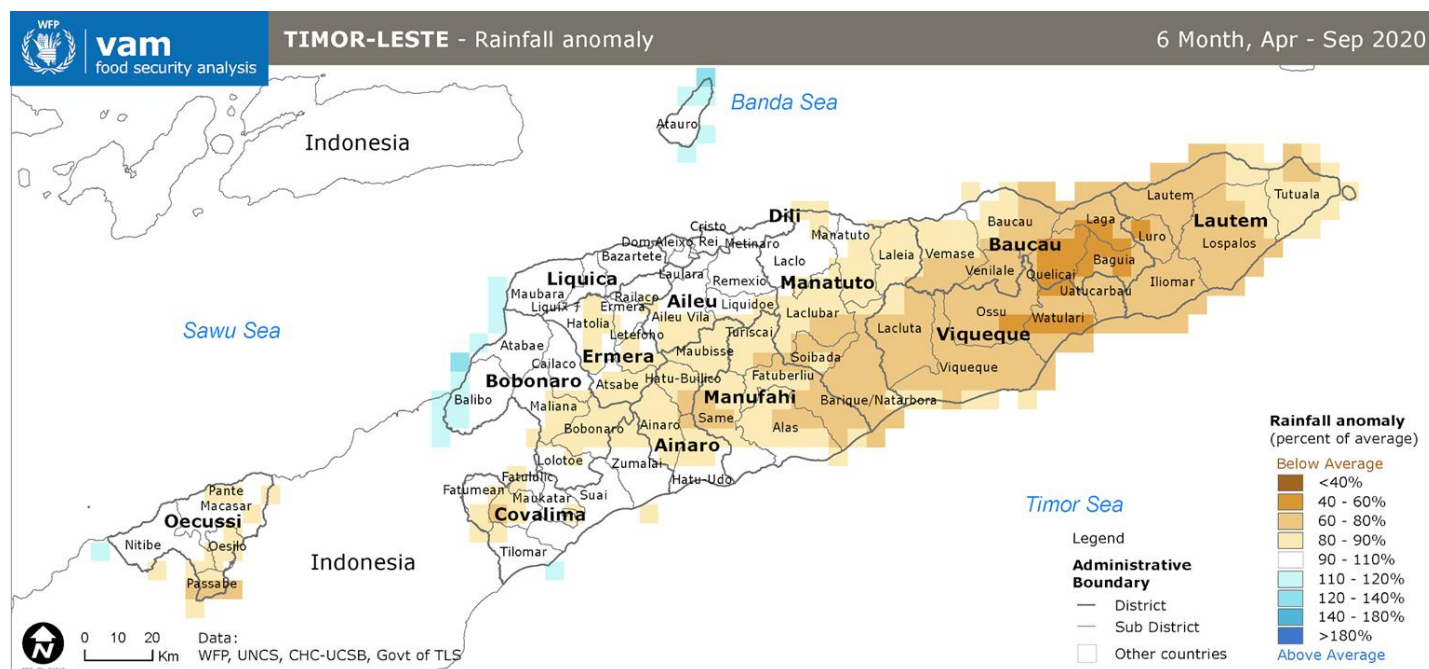 WFP
vam
food security analysis
TIMOR-LESTE - Rainfall anomaly
6 Month, Apr - Sep 2020
Banda Sea
Indonesia
Atauro
Tutuala
Lautem
Dili
Baucau
Laga
Lautem
Cristo
Luro
Lospalos
Dom Aleixo
Rei
Metinaro
Manatuto
Baucau
Bazartete
Laclo
Laleia
Vemase
Baguia
Liquica
Laulara
Remexio
Manatuto
Venilale
Quelicai
Iliomar
Maubara
Railaco
Aileu
Uatucarbau
Ermera
Liquidoe
Laclubar
Ossu
Watulari
Sawu Sea
Hatolia
Aileu Vila
Turiscai
Lacluta
Viqueque
Letefoho
Atabae
Maubisse
Soibada
Ermera
Cailaco
Viqueque
Bobonaro
Atsabe
Hatu-Builico
Fatuberliu
Balibo
Maliana
Manufahi
Barique/Natarbora
Same
Bobonaro
Ainaro
Alas
Ainaro
Lolotoe
Zumalai
Hatu-Udo
Fatululic
Fatumean
Maukatar
Suai
Covalima
Pante
Macasar
Oecussi
Timor Sea
Nitibe
Oesilo
Tilomar
Indonesia
Passabe
0 10 20
Km
N
Data:
WFP, UNCS, CHC-UCSB, Govt of TLS
Legend
Administrative
Boundary
District
Sub District
Other countries
Rainfall anomaly
(percent of average)
Below Average
<40%
40 - 60%
60 - 80%
80 - 90%
90 - 110%
110 - 120%
120 - 140%
140 - 180%
>180%
Above Average